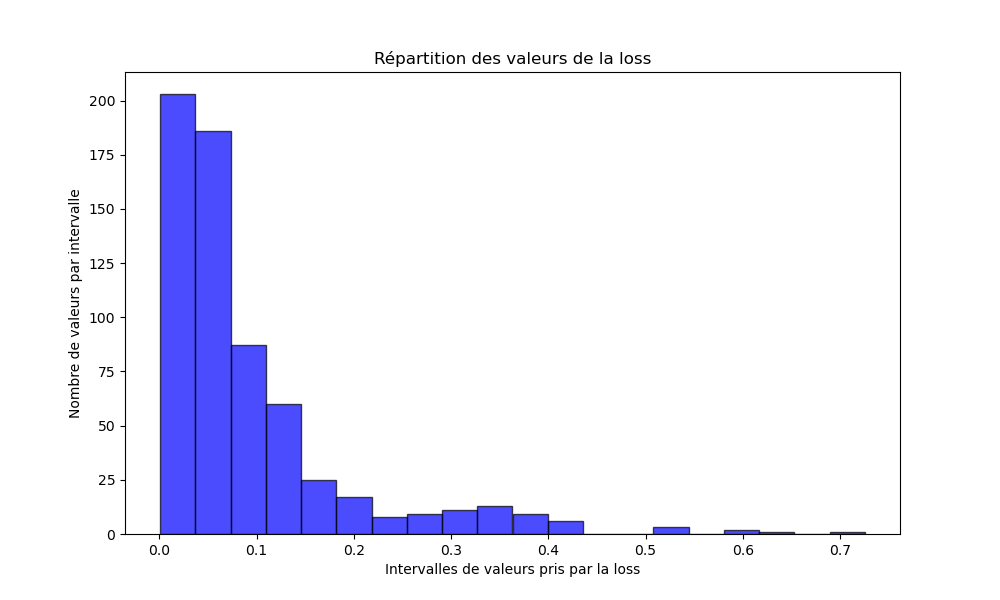 Répartition des valeurs de la loss
Nombre de valeurs par intervalle
200
175
150
125
100
75
50
25
0
0.0 0.1 0.2 0.3 0.4 0.5 0.6 0.7
Intervalles de valeurs pris par la loss